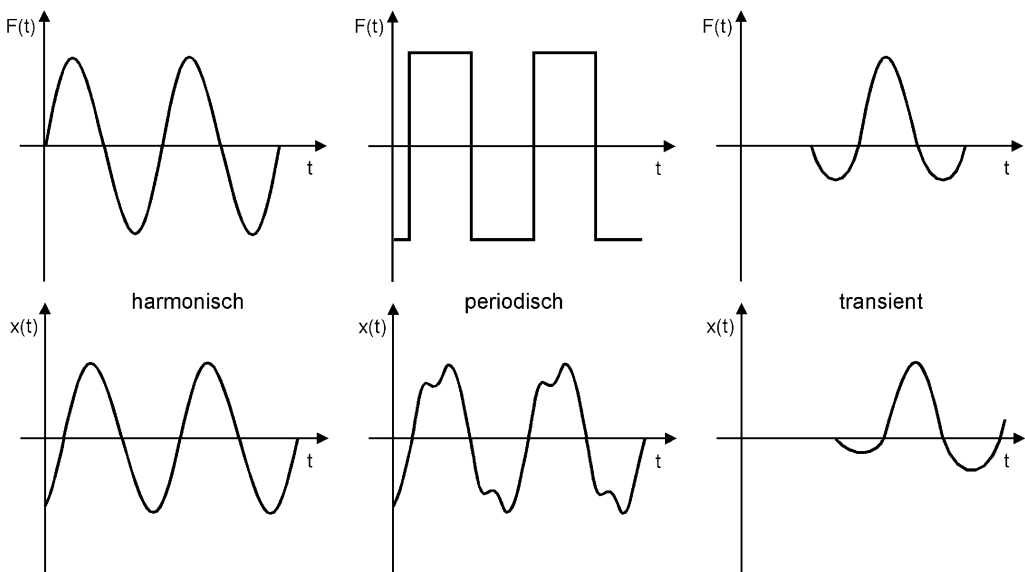 F(t)
t
F(t)
t
F(t)
t
harmonisch
periodisch
transient
x(t)
t
x(t)
t
x(t)
t